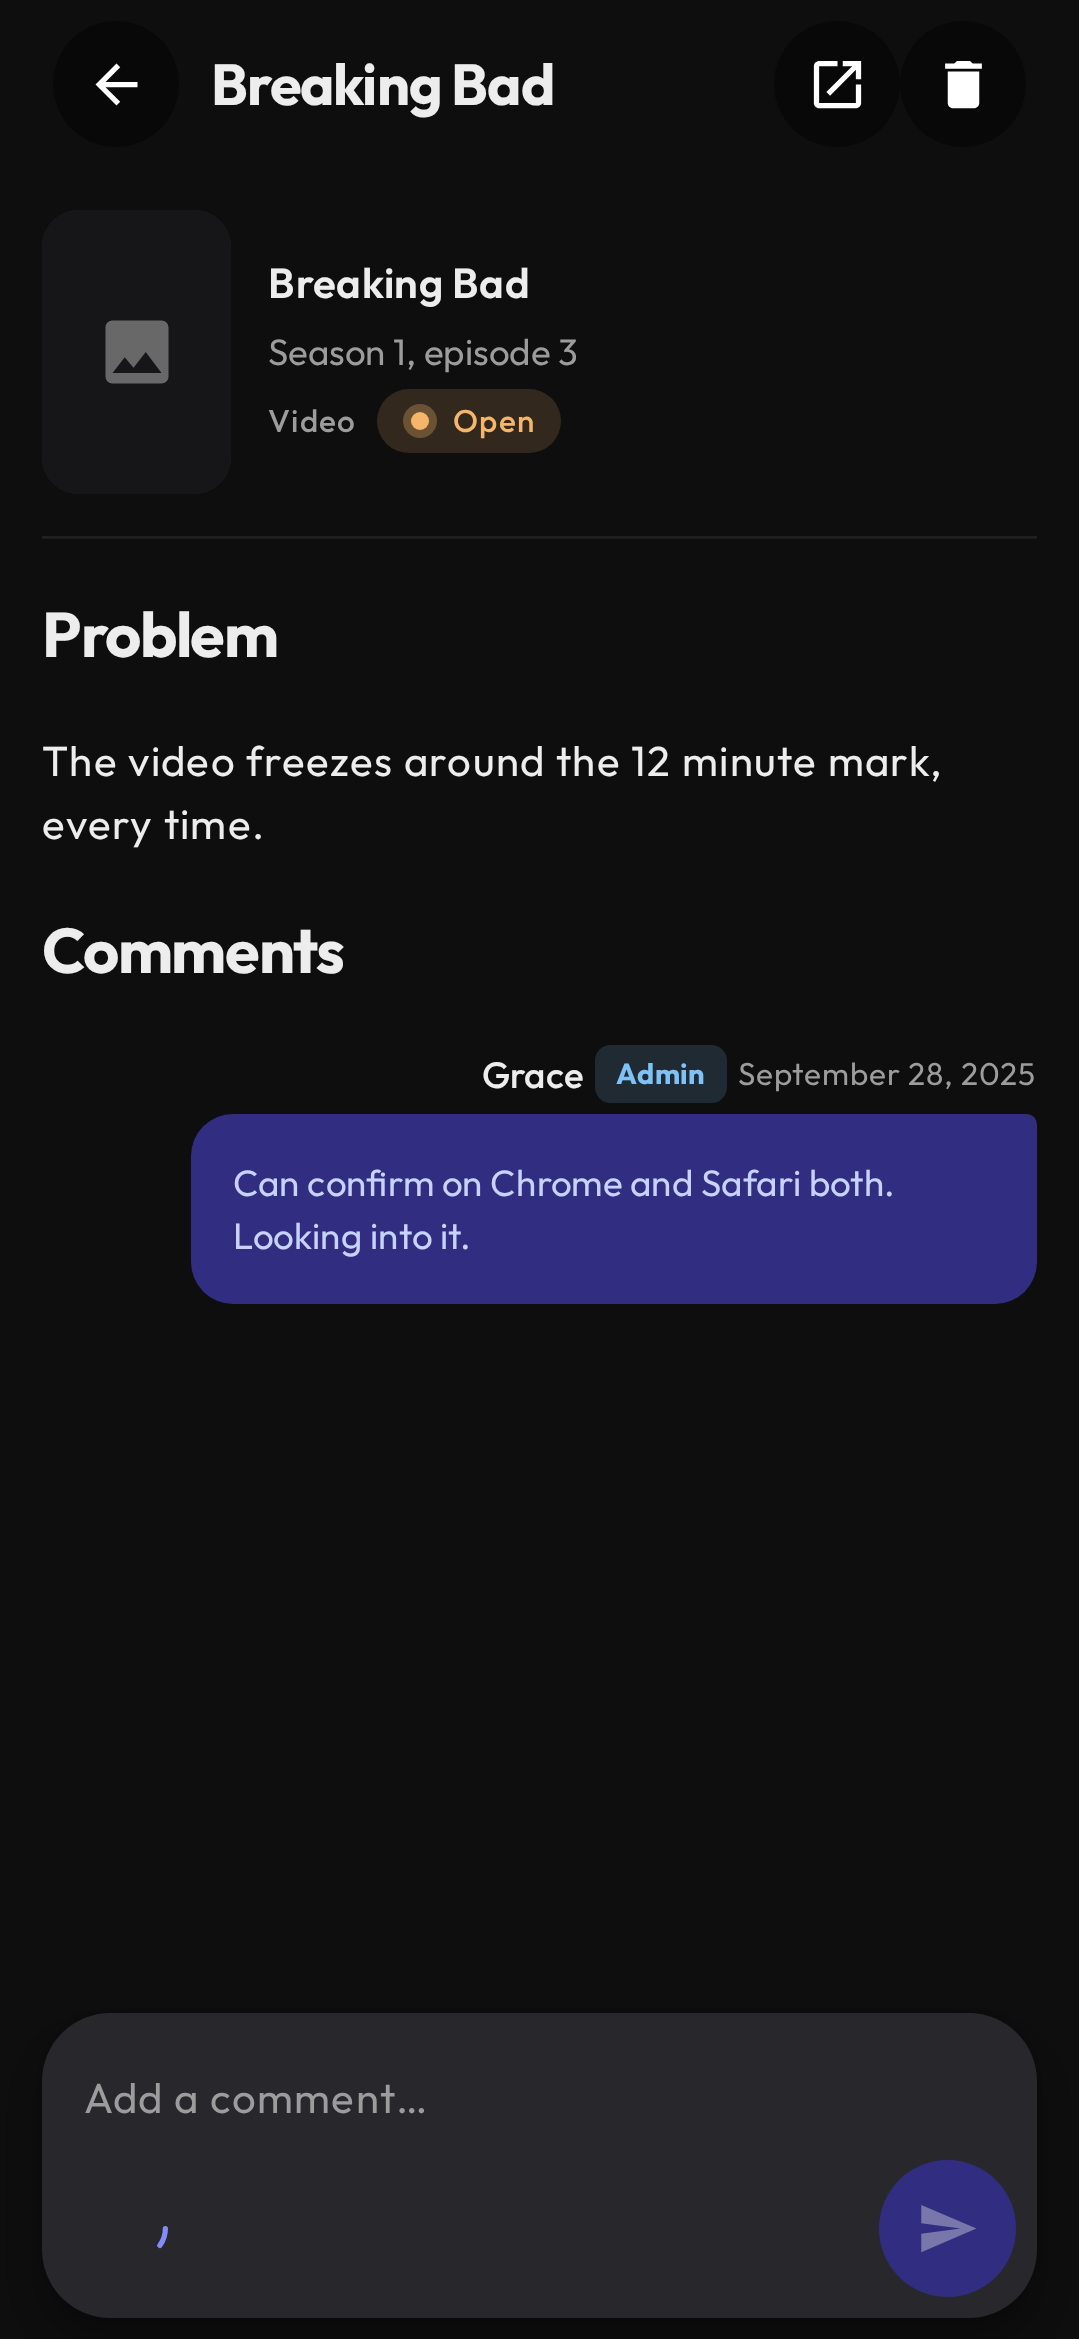 Breaking Bad
Breaking Bad
Season 1, episode 3
Video Open
Problem
The video freezes around the 12 minute mark,
every time.
Comments
Grace Admin September 28, 2025
Can confirm on Chrome and Safari both.
Looking into it.
Add a comment…